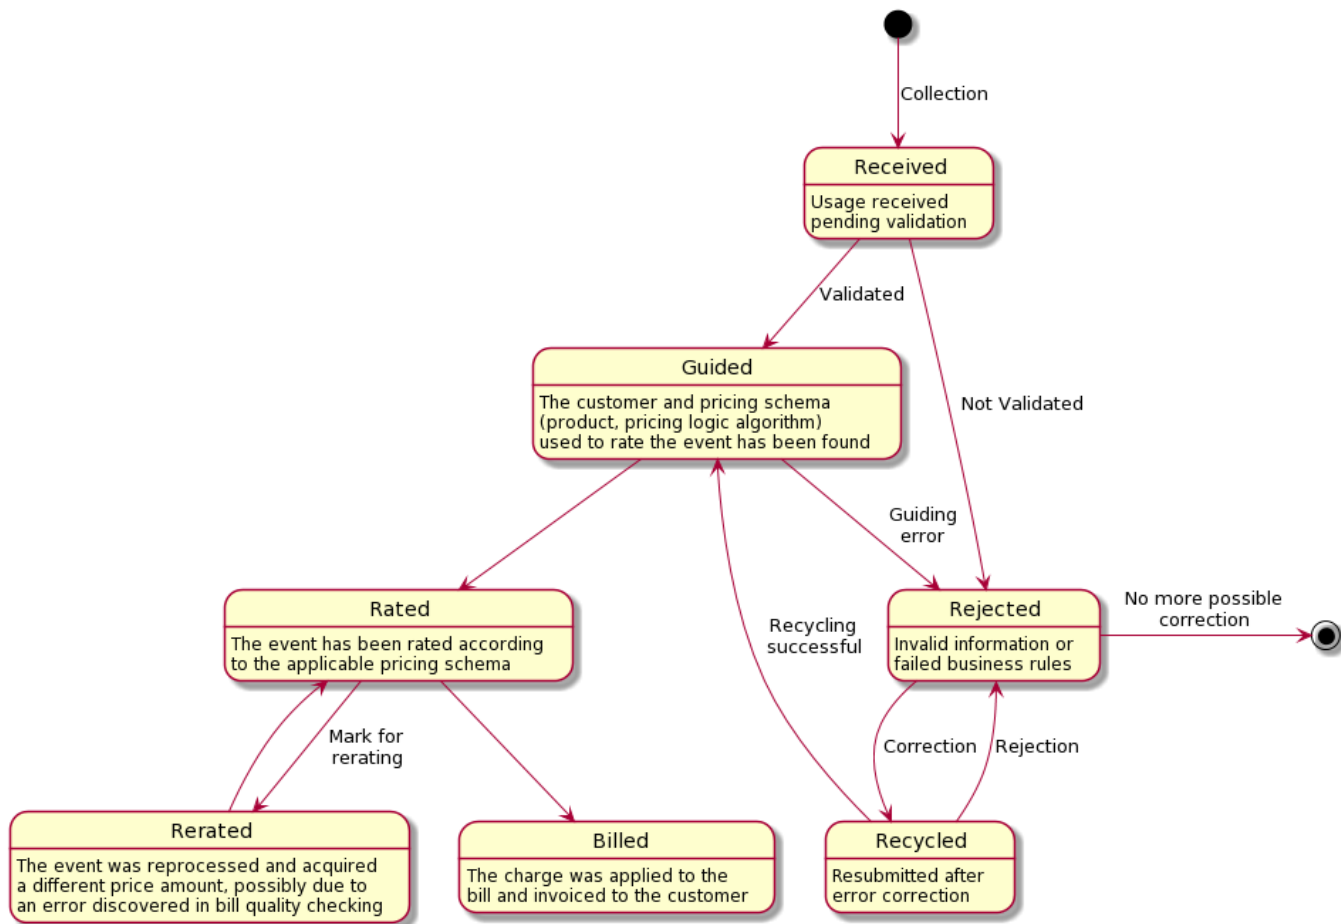 Collection
Received
Usage received
pending validation
Validated
Not Validated
Guided
The customer and pricing schema
(product, pricing logic algorithm)
used to rate the event has been found
Guiding
error
Rated
The event has been rated according
to the applicable pricing schema
Recycling
successful
Rejected
Invalid information or
failed business rules
No more possible
correction
Mark for
rerating
Correction
Rejection
Rerated
The event was reprocessed and acquired
a different price amount, possibly due to
an error discovered in bill quality checking
Billed
The charge was applied to the
bill and invoiced to the customer
Recycled
Resubmitted after
error correction